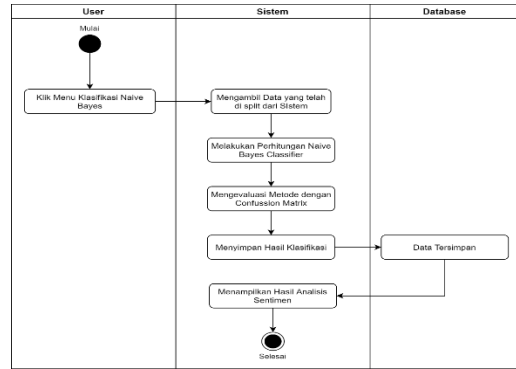 User
Sistem
Database
Mulai
Klik Menu Klasifikasi Naive
Bayes
Mengambil Data yang telah
di split dari Sistem
Melakukan Perhitungan Naive
Bayes Classifier
Mengevaluasi Metode dengan
Confussion Matrix
Menyimpan Hasil Klasifikasi
Data Tersimpan
Menampilkan Hasil Analisis
Sentimen
Selesai